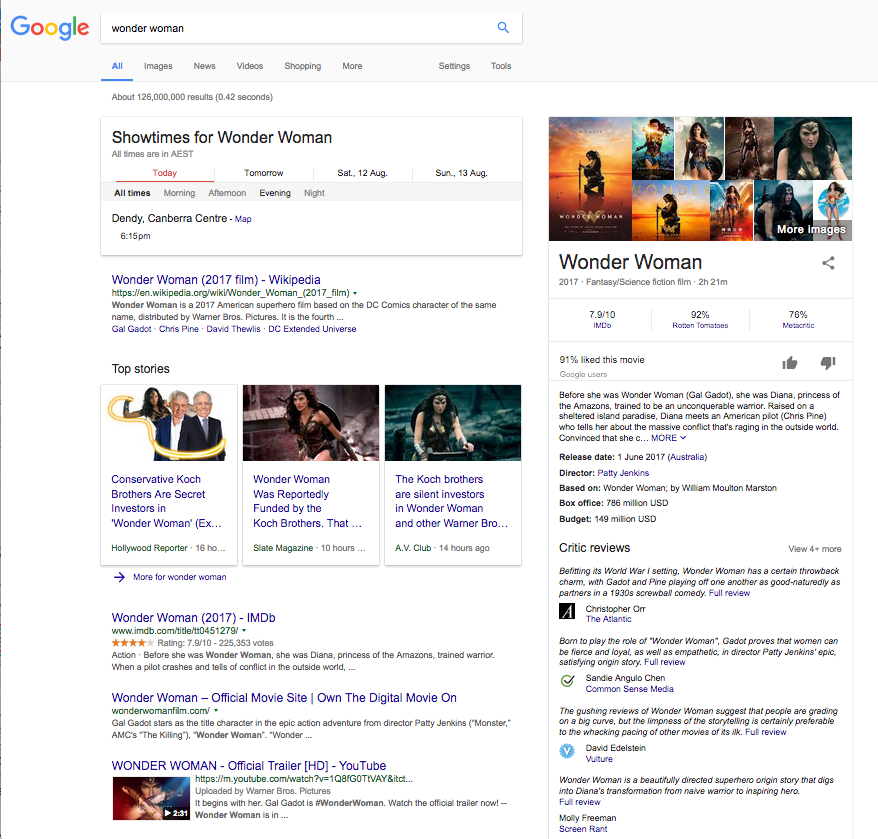 Google
wonder woman
All Images News Videos Shopping More Settings Tools
About 126,000,000 results (0.42 seconds)
Showtimes for Wonder Woman
All times are in AEST
Today Tomorrow Sat., 12 Aug. Sun., 13 Aug.
All times Morning Afternoon Evening Night
Dendy, Canberra Centre - Map
6:15pm
Wonder Woman (2017 film) - Wikipedia
https://en.wikipedia.org/wiki/Wonder_Woman_(2017_film)
Wonder Woman is a 2017 American superhero film based on the DC Comics character of the same
name, distributed by Warner Bros. Pictures. It is the fourth ...
Gal Gadot · Chris Pine · David Thewlis · DC Extended Universe
Top stories
Conservative Koch
Brothers Are Secret
Investors in
'Wonder Woman' (Ex…
Hollywood Reporter · 16 ho...
Wonder Woman
Was Reportedly
Funded by the
Koch Brothers. That …
Slate Magazine · 10 hours ...
The Koch brothers
are silent investors
in Wonder Woman
and other Warner Bro…
A.V. Club · 14 hours ago
More for wonder woman
Wonder Woman (2017) - IMDb
www.imdb.com/title/tt0451279/
Rating: 7.9/10 - 225,353 votes
Action · Before she was Wonder Woman, she was Diana, princess of the Amazons, trained warrior.
When a pilot crashes and tells of conflict in the outside world, ...
Wonder Woman – Official Movie Site | Own The Digital Movie On
wonderwomanfilm.com/
Gal Gadot stars as the title character in the epic action adventure from director Patty Jenkins ("Monster,"
AMC's "The Killing"), "Wonder Woman". "Wonder ...
WONDER WOMAN - Official Trailer [HD] - YouTube
https://m.youtube.com/watch?v=1Q8fG0TtVAY&itct...
Uploaded by Warner Bros. Pictures
It begins with her. Gal Gadot is #WonderWoman. Watch the official trailer now! --
Wonder Woman is in ...
2:31
WONDER WOMAN
WONDER
More images
Wonder Woman
2017 · Fantasy/Science fiction film · 2h 21m
7.9/10 92% 76%
IMDb Rotten Tomatoes Metacritic
91% liked this movie
Google users
Before she was Wonder Woman (Gal Gadot), she was Diana, princess of
the Amazons, trained to be an unconquerable warrior. Raised on a
sheltered island paradise, Diana meets an American pilot (Chris Pine)
who tells her about the massive conflict that's raging in the outside world.
Convinced that she c… MORE
Release date: 1 June 2017 (Australia)
Director: Patty Jenkins
Based on: Wonder Woman; by William Moulton Marston
Box office: 786 million USD
Budget: 149 million USD
Critic reviews View 4+ more
Befitting its World War I setting, Wonder Woman has a certain throwback
charm, with Gadot and Pine playing off one another as good-naturedly as
partners in a 1930s screwball comedy. Full review
A
Christopher Orr
The Atlantic
Born to play the role of "Wonder Woman", Gadot proves that women can
be fierce and loyal, as well as empathetic, in director Patty Jenkins' epic,
satisfying origin story. Full review
Sandie Angulo Chen
Common Sense Media
The gushing reviews of Wonder Woman suggest that people are grading
on a big curve, but the limpness of the storytelling is certainly preferable
to the whacking pacing of other movies of its ilk. Full review
V
David Edelstein
Vulture
Wonder Woman is a beautifully directed superhero origin story that digs
into Diana's transformation from naive warrior to inspiring hero.
Full review
Molly Freeman
Screen Rant